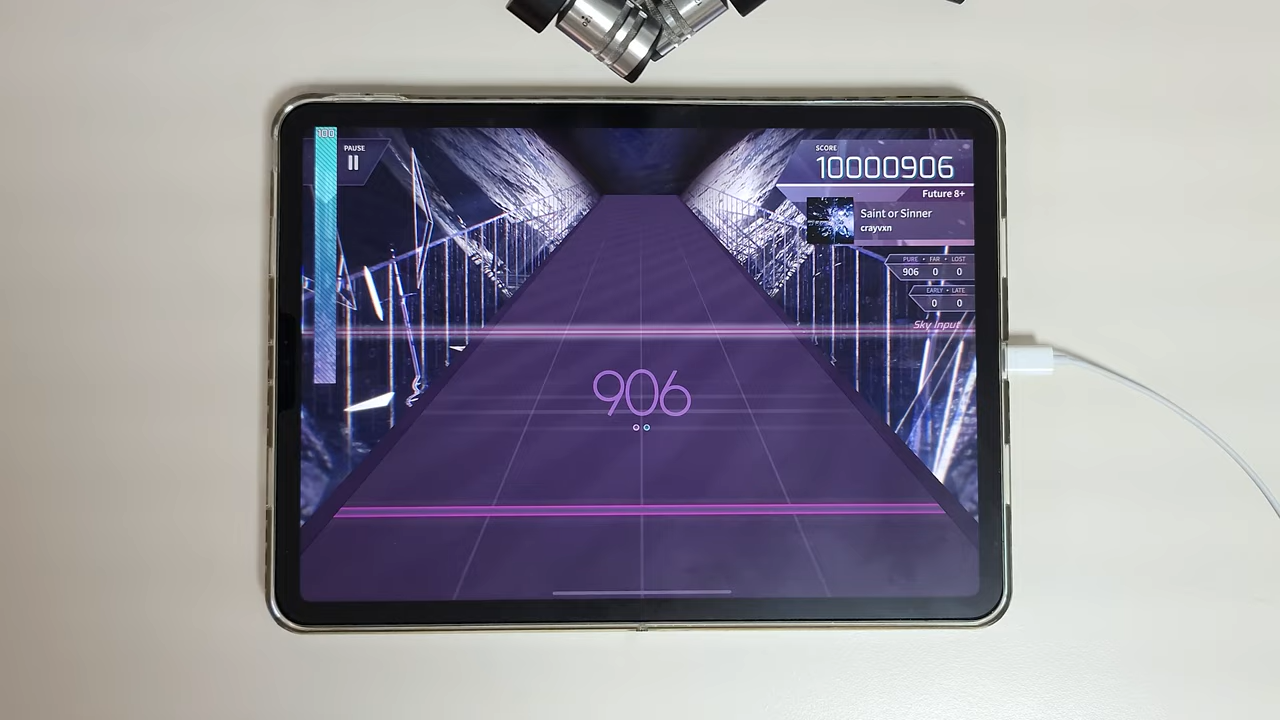 100
PAUSE
SCORE
10000906
Future 8+
Saint or Sinner
crayvxn
PURE • FAR • LOST
906 0 0
EARLY • LATE
0 0
Sky Input
906